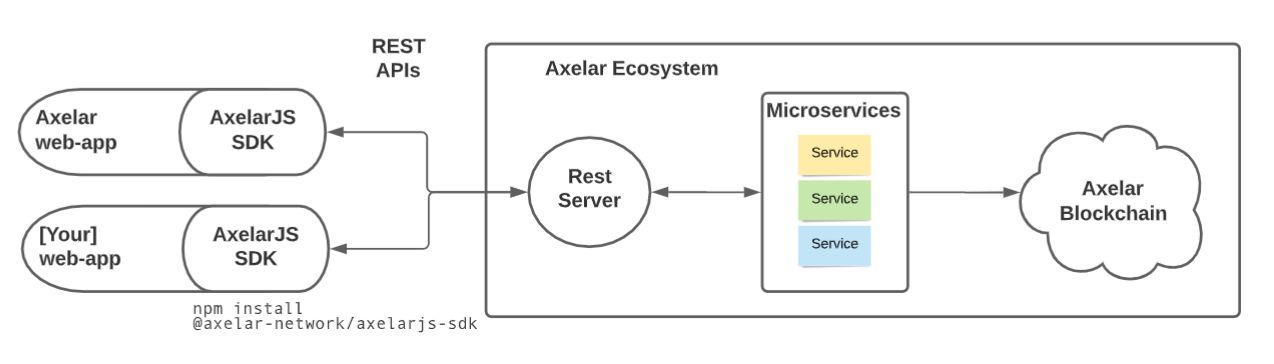 REST
APIs
Axelar Ecosystem
Axelar
web-app
AxelarJS
SDK
[Your]
web-app
AxelarJS
SDK
npm install
@axelar-network/axelarjs-sdk
Rest
Server
Microservices
Service
Service
Service
Axelar
Blockchain